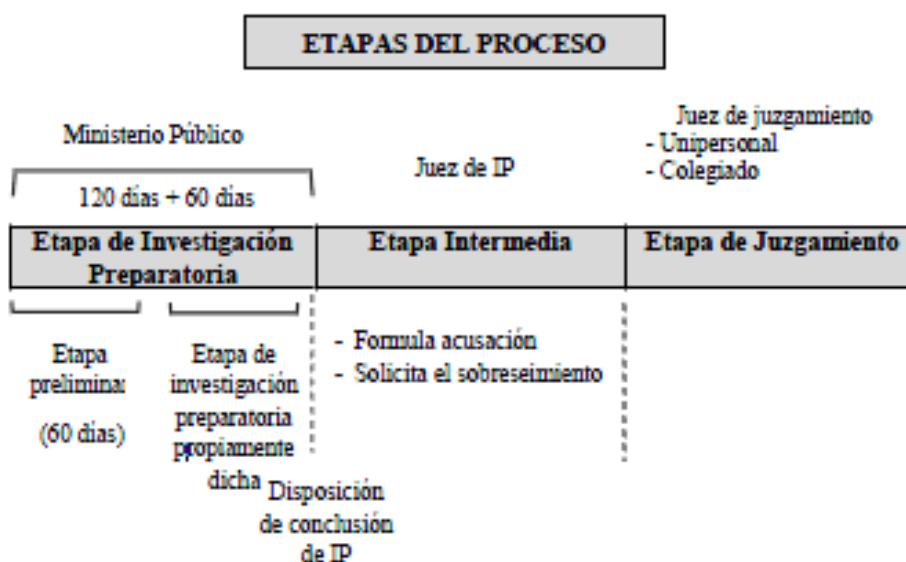 ETAPAS DEL PROCESO
Ministerio Público
120 días + 60 días
Juez de IP
Juez de juzgamiento
- Unipersonal
- Colegiado
Etapa de Investigación
Preparatoria
Etapa Intermedia
Etapa de Juzgamiento
Etapa
preliminar
(60 días)
Etapa de
investigación
preparatoria
propiamente
dicha
- Formula acusación
- Solicita el sobreseimiento
Disposición
de conclusión
de IP